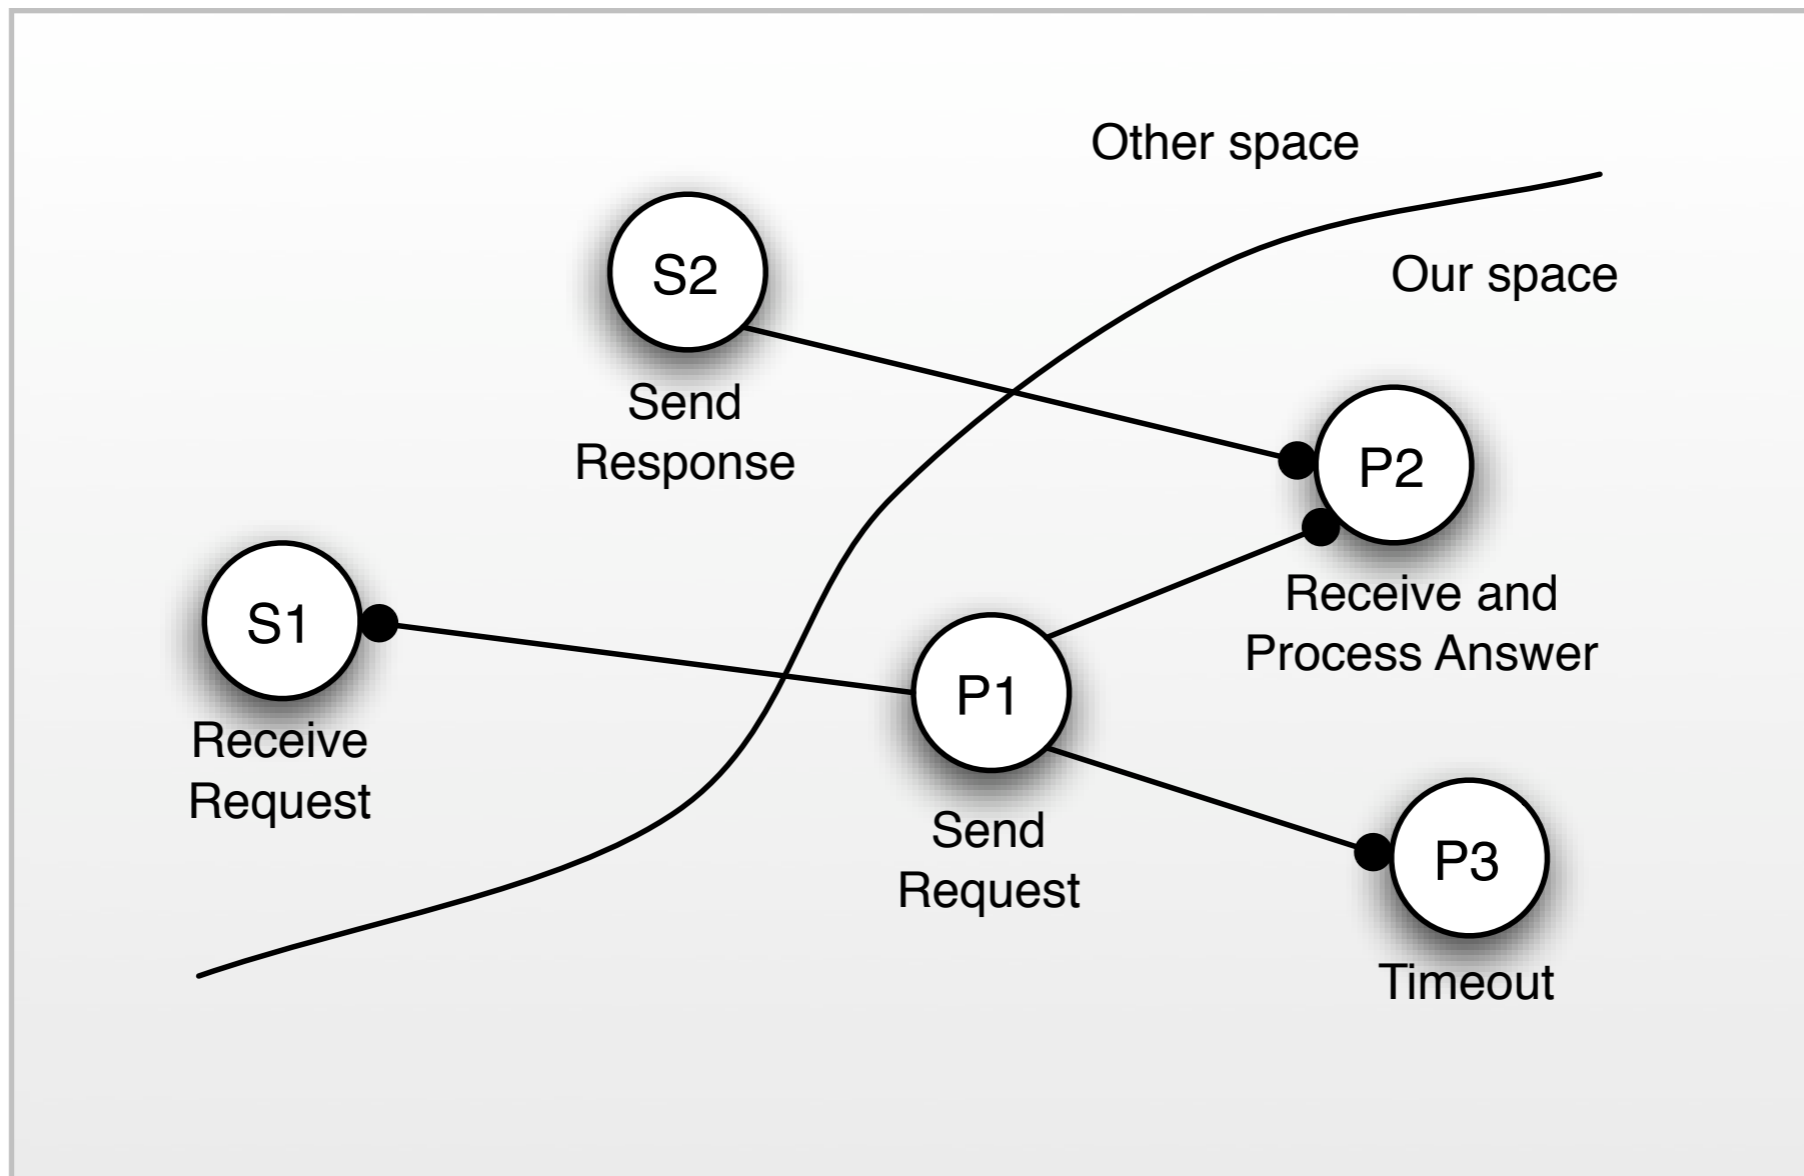 Other space
Our space
S2
Send
Response
P2
Receive and
Process Answer
S1
Receive
Request
P1
Send
Request
P3
Timeout